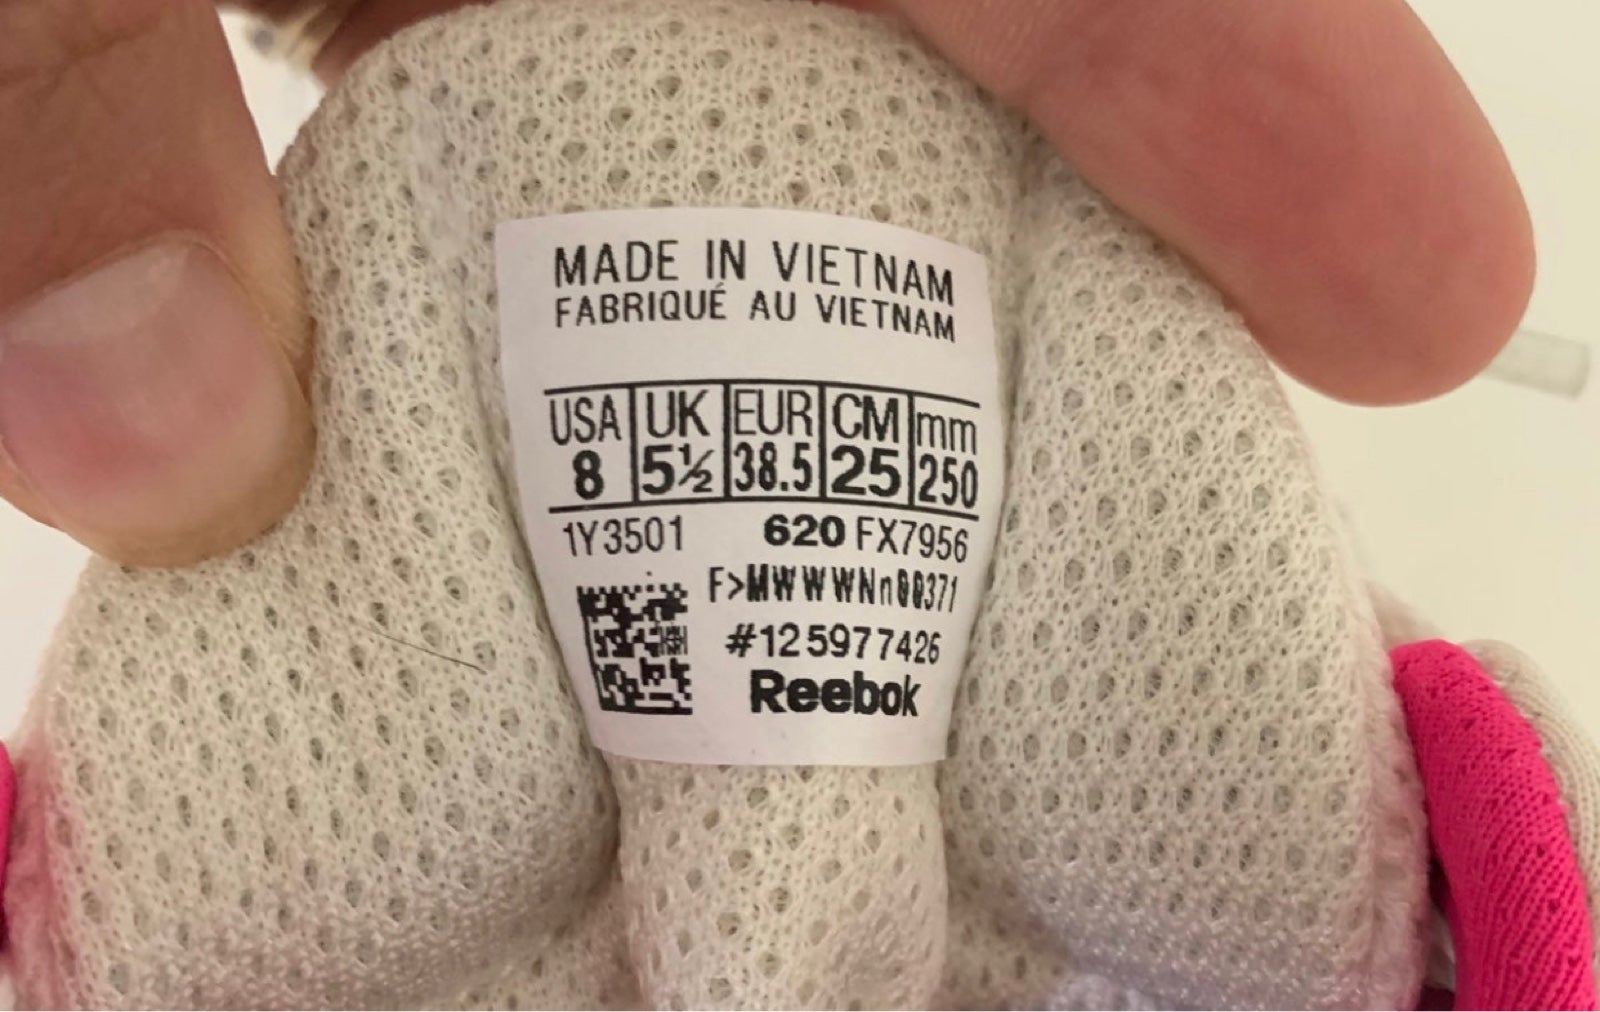 MADE IN VIETNAM
FABRIQUÉ AU VIETNAM
USA UK EUR CM mm
8 5½ 38.5 25 250
1Y3501 620 FX7956
F>MWWWNn00371
#125977426
Reebok